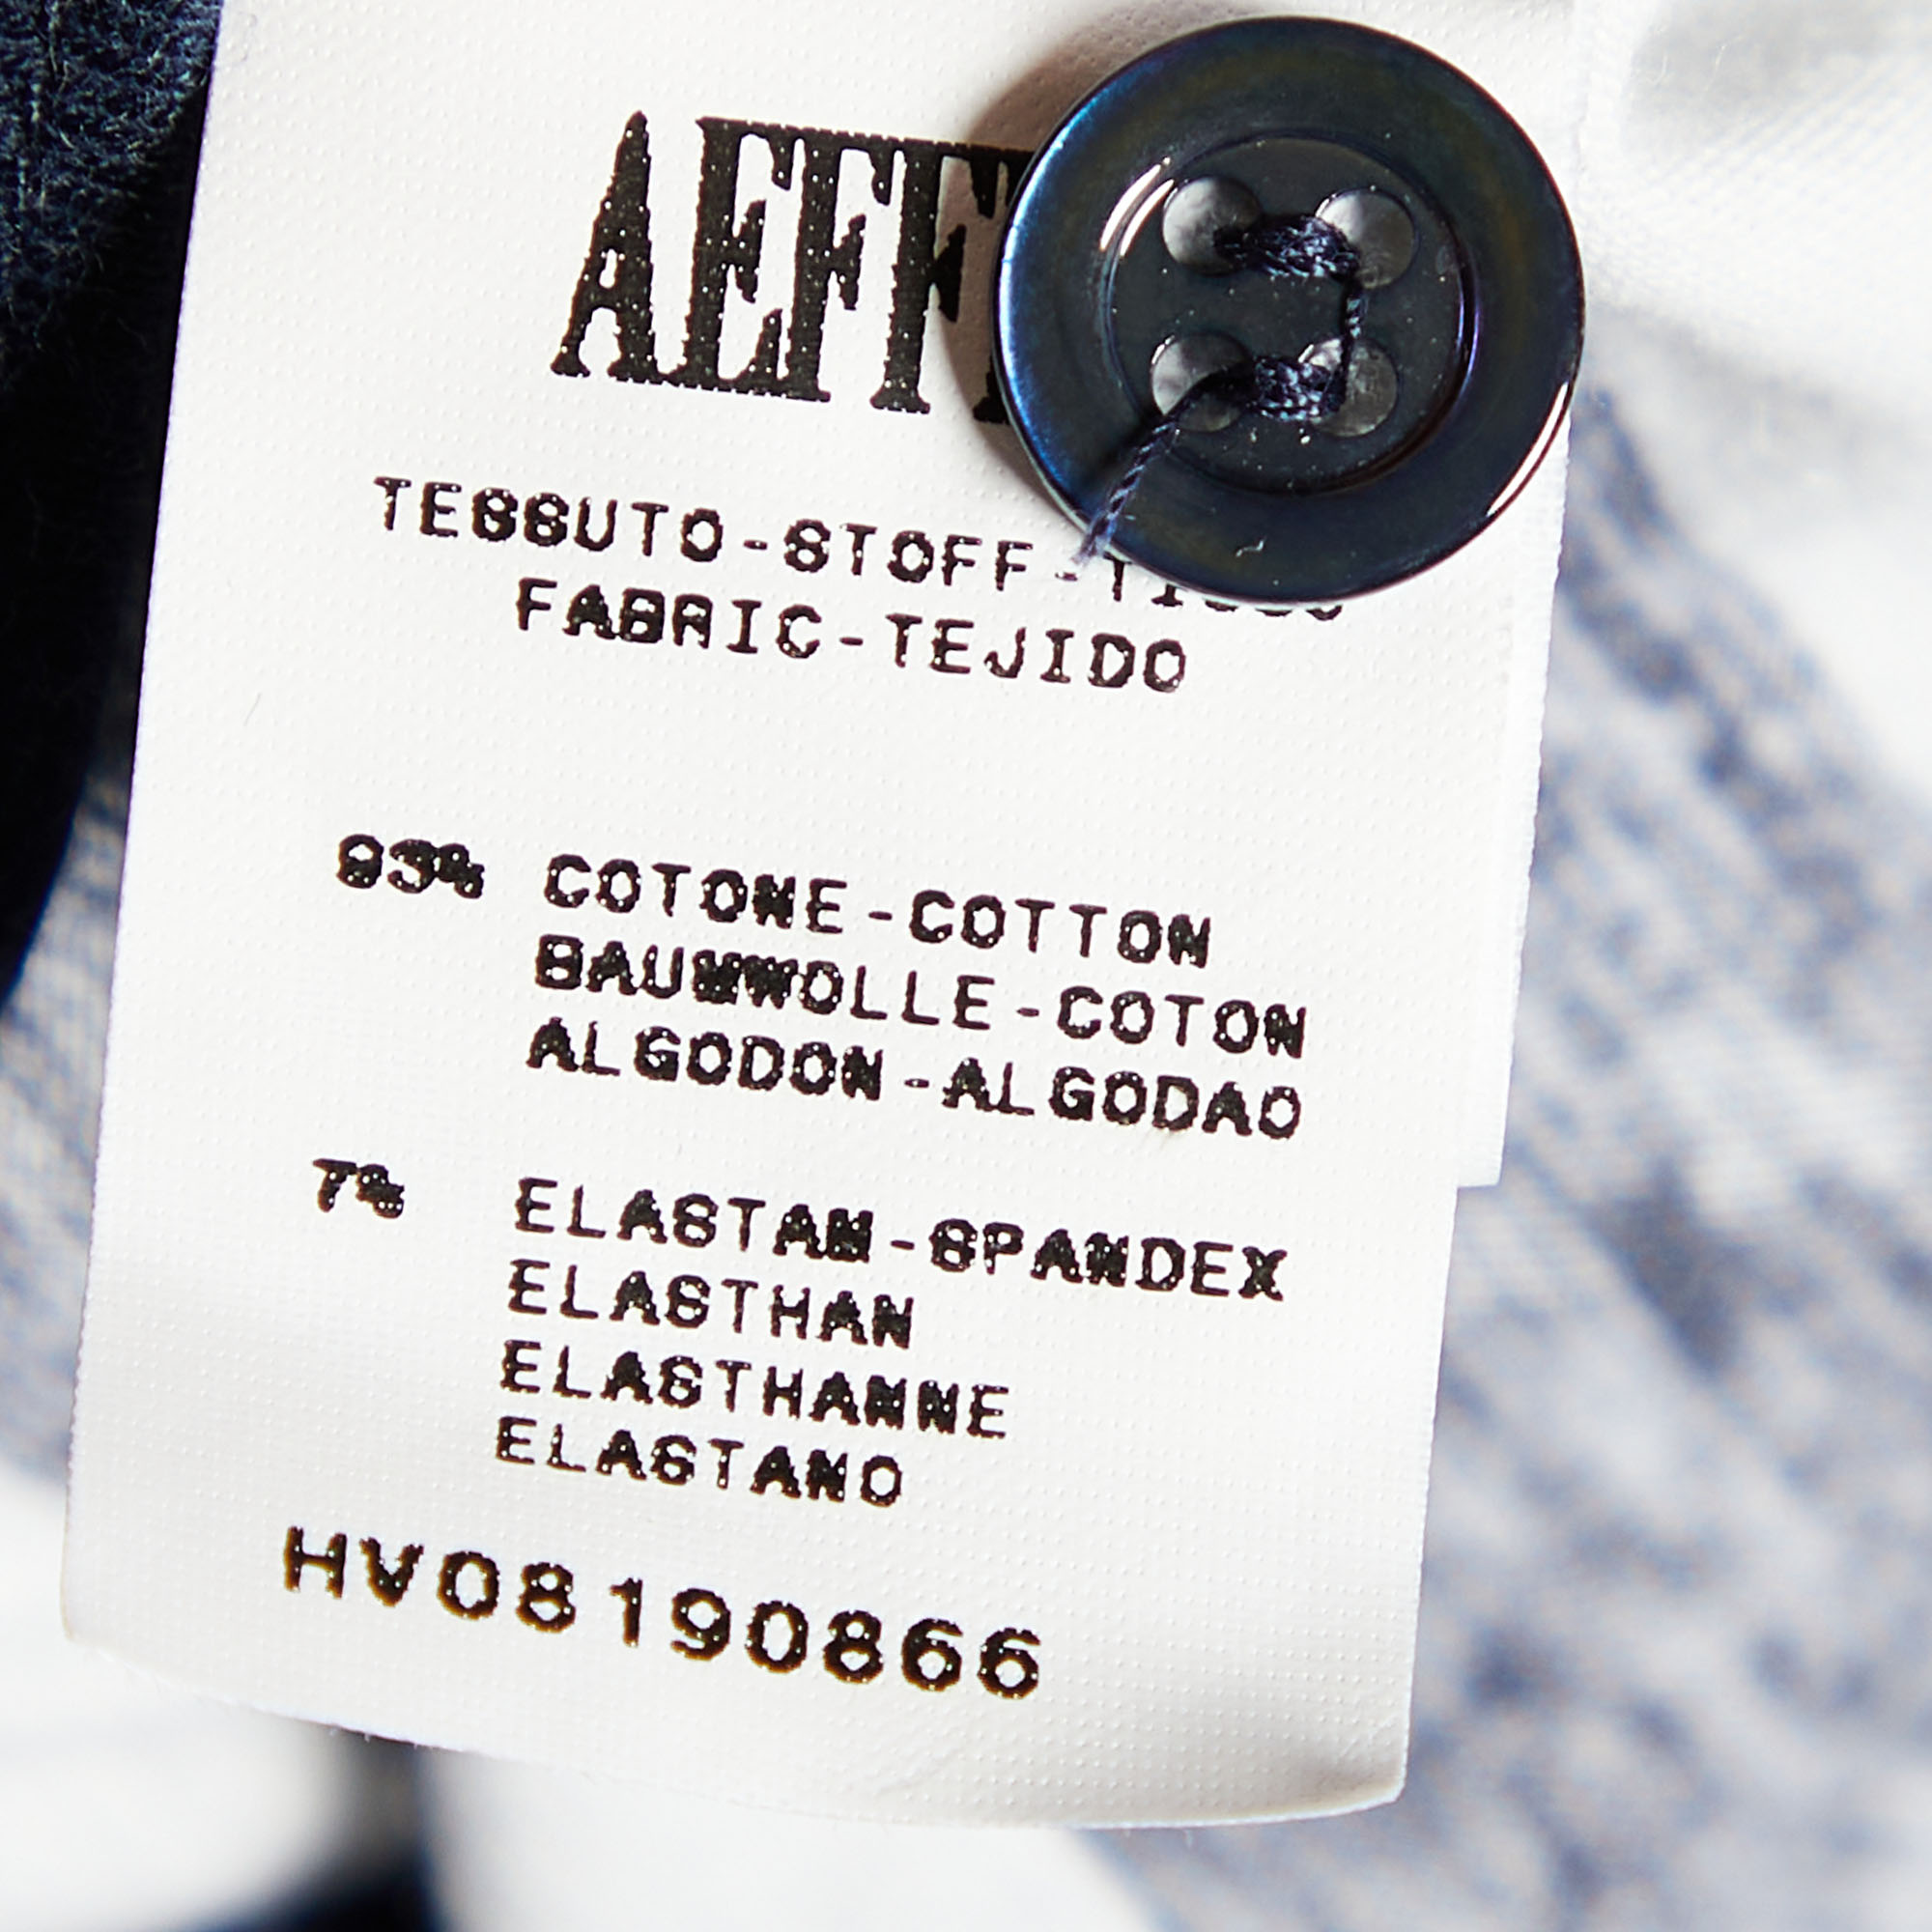 AEFF
TESSUTO-STOFF-
FABRIC-TEJIDO
93% COTONE-COTTON
BAUMWOLLE-COTON
ALGODON-ALGODAO
7% ELASTAN-SPANDEX
ELASTHAN
ELASTHANNE
ELASTANO
HV08190866